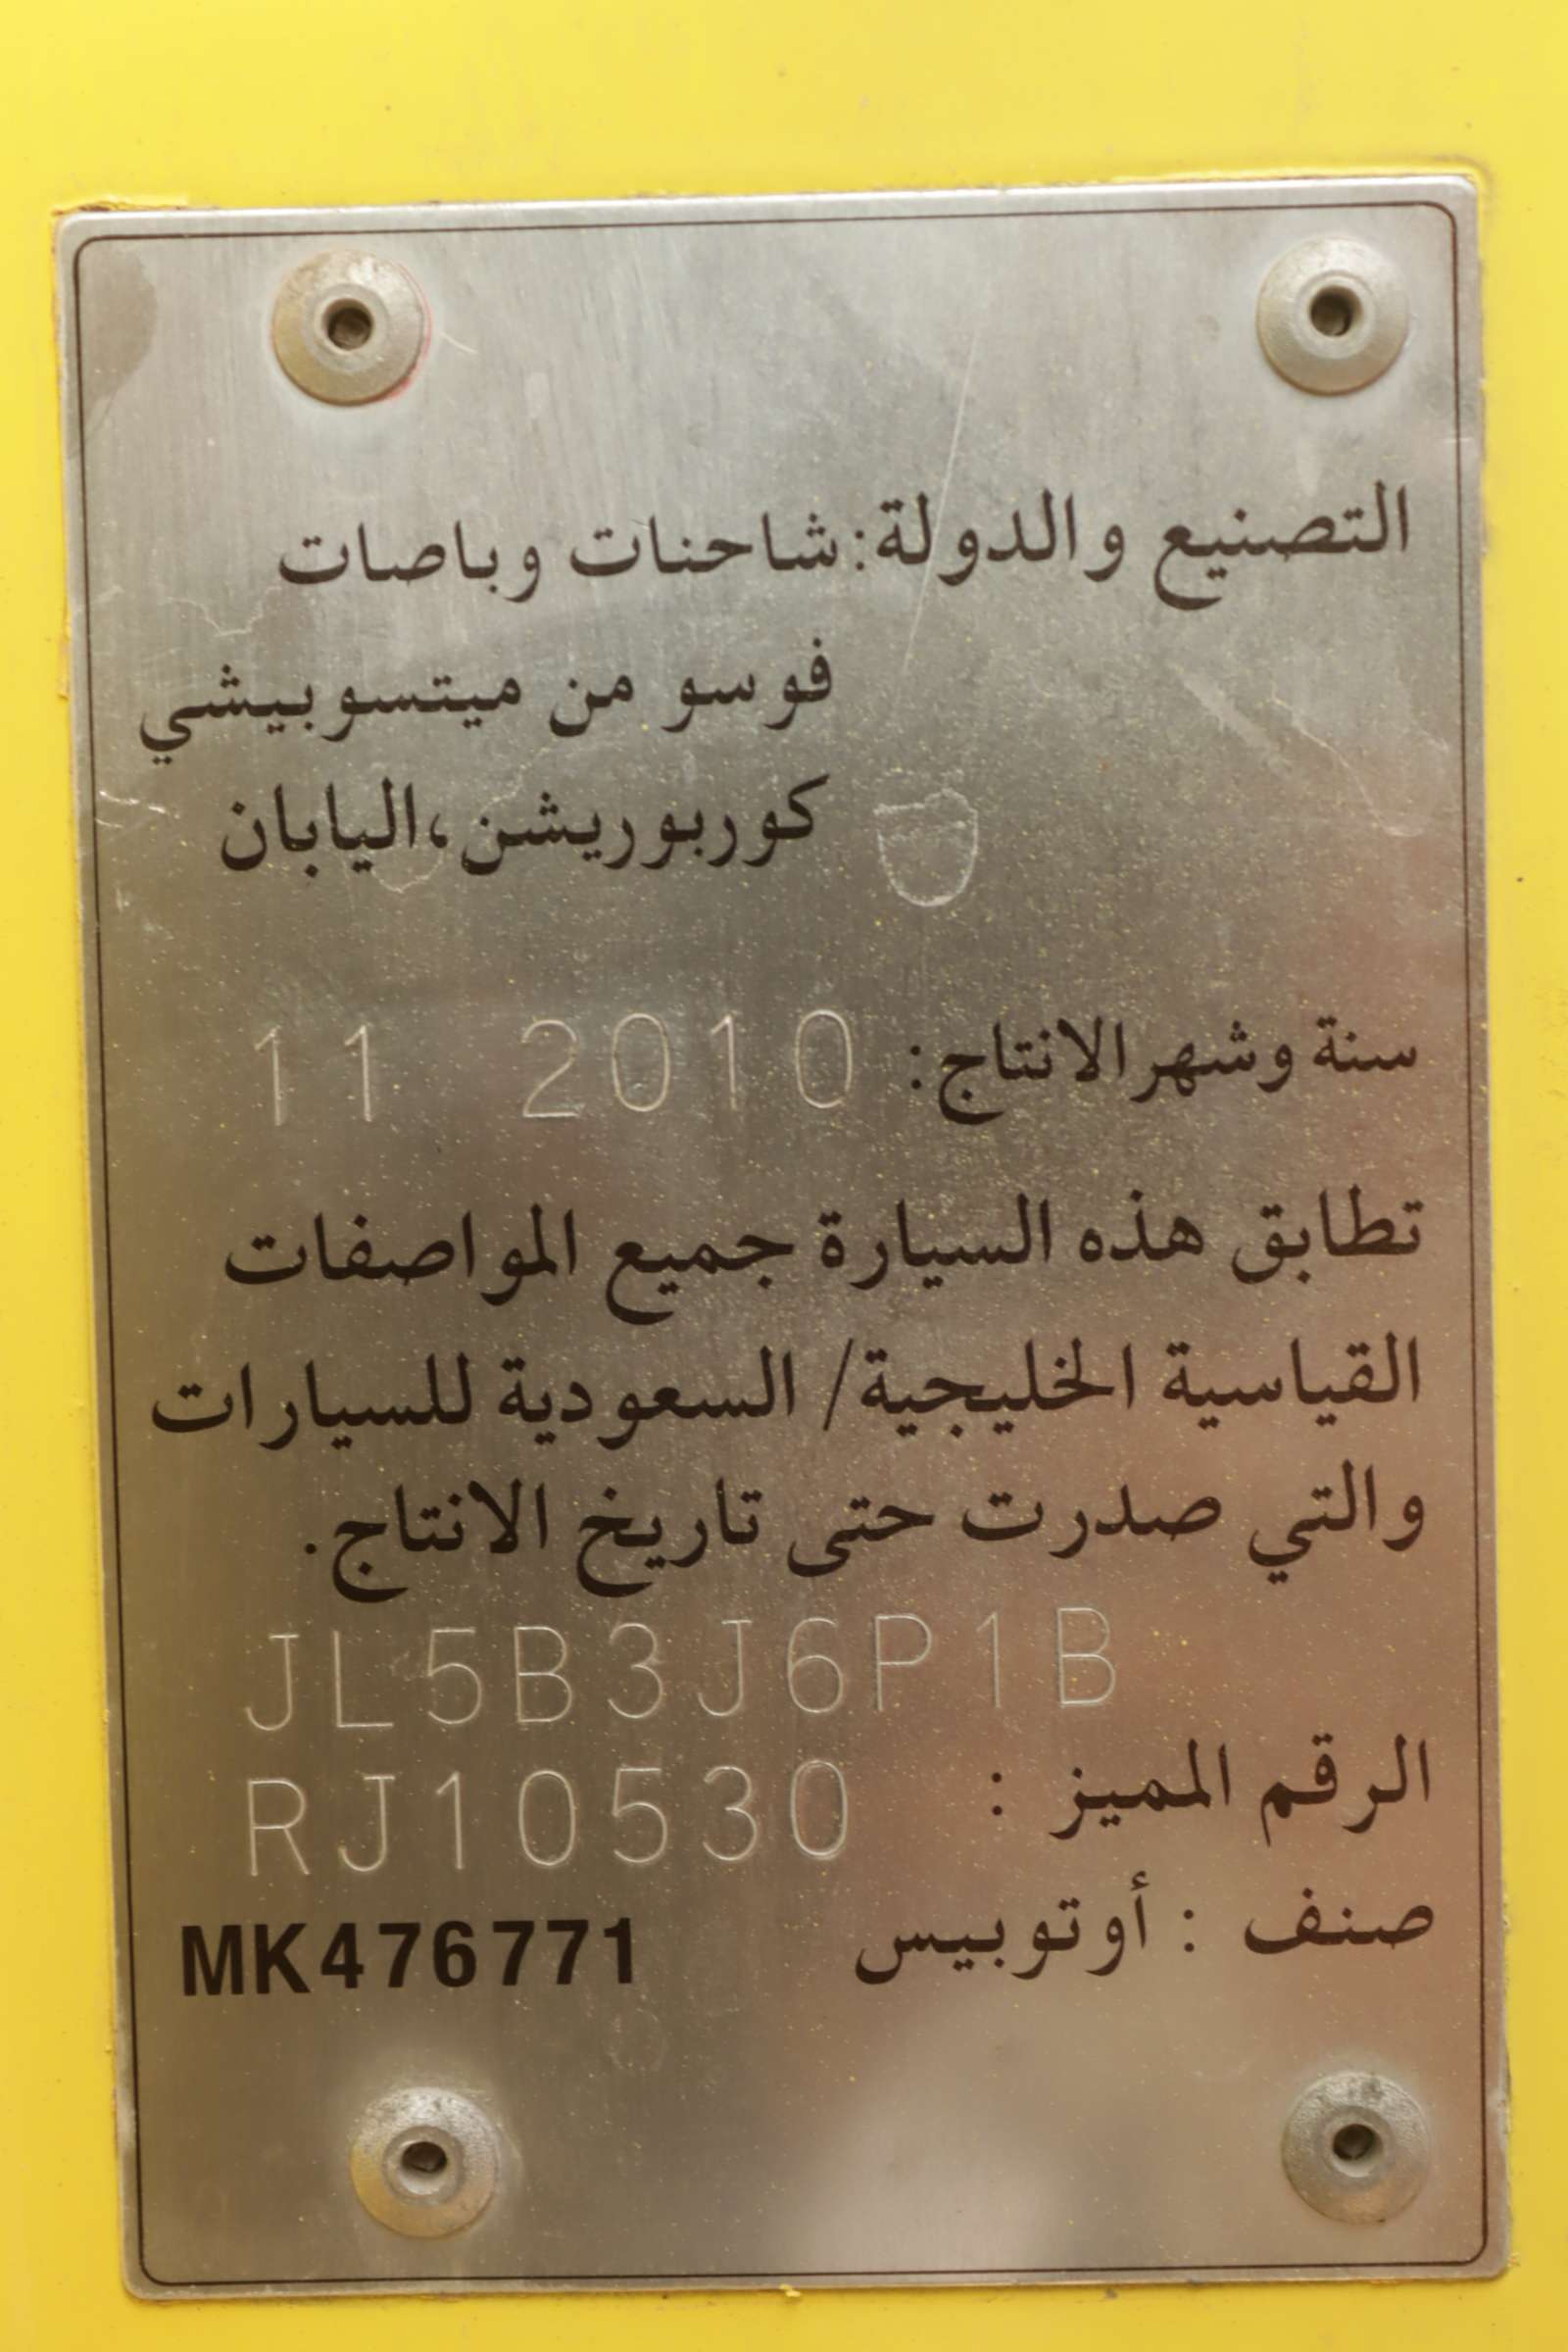 التصنيع والدولة: شاحنات وباصات
فوسو من ميتسوبيشي
كوربوريشن، اليابان
سنة وشهر الانتاج: 2010 11
تطابق هذه السيارة جميع المواصفات
القياسية الخليجية/ السعودية للسيارات
والتي صدرت حتى تاريخ الانتاج.
JL5B3J6P1B
الرقم المميز : RJ10530
صنف : أوتوبيس MK476771